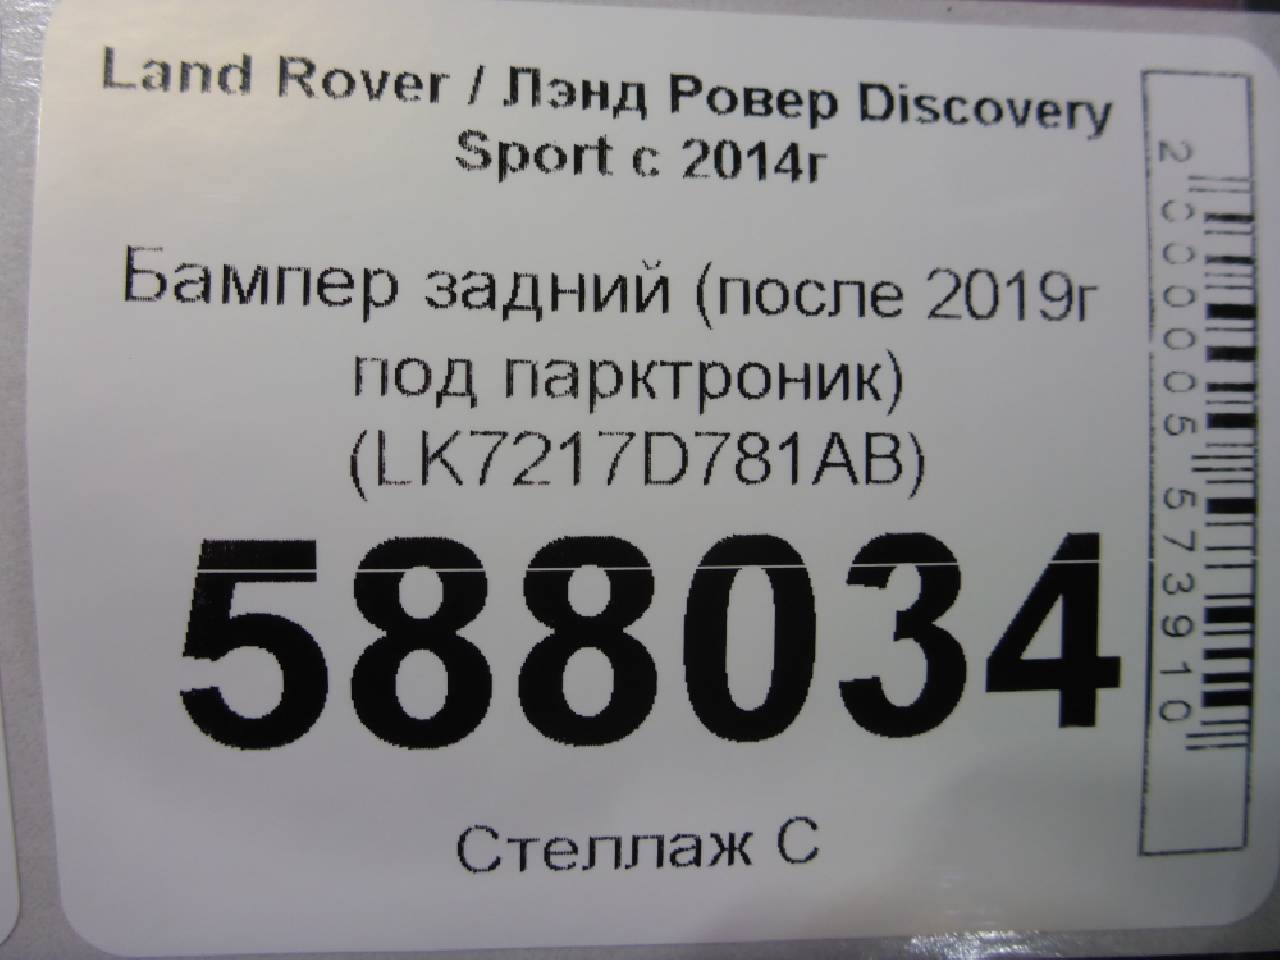 Land Rover / Лэнд Ровер Discovery
Sport с 2014г
Бампер задний (после 2019г
под парктроник)
(LK7217D781AB)
588034
Стеллаж С
2000005573910